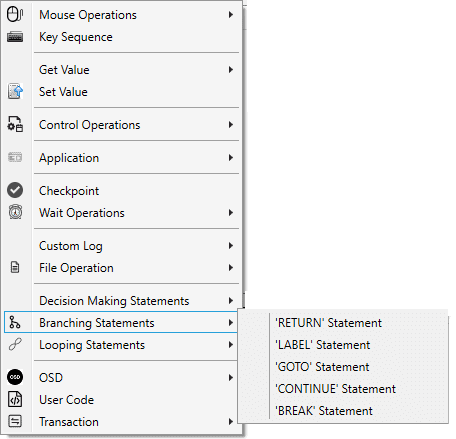 Mouse Operations
Key Sequence
Get Value
Set Value
Control Operations
Application
Checkpoint
Wait Operations
Custom Log
File Operation
Decision Making Statements
Branching Statements
Looping Statements
OSD
OSD
User Code
Transaction
'RETURN' Statement
'LABEL' Statement
'GOTO' Statement
'CONTINUE' Statement
'BREAK' Statement